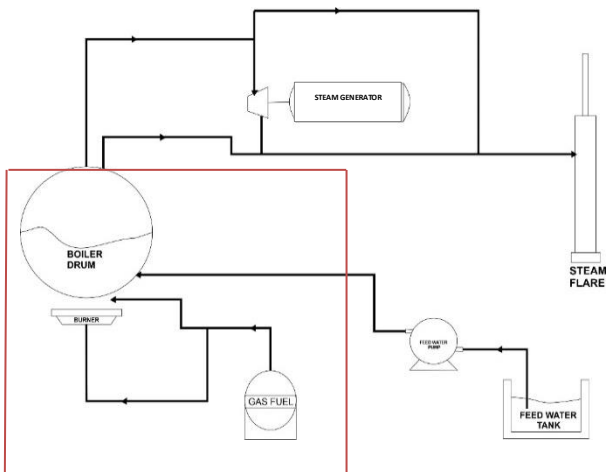 STEAM GENERATOR
BOILER
DRUM
STEAM
FLARE
BURNER
FEED WATER
PUMP
GAS FUEL
FEED WATER
TANK